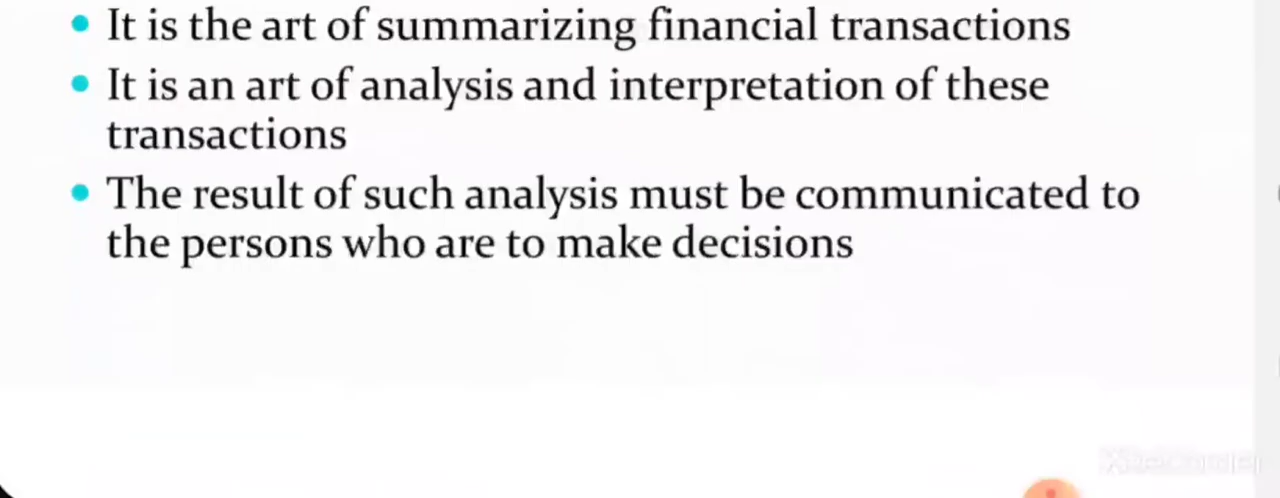 • It is the art of summarizing financial transactions
• It is an art of analysis and interpretation of these
transactions
• The result of such analysis must be communicated to
the persons who are to make decisions